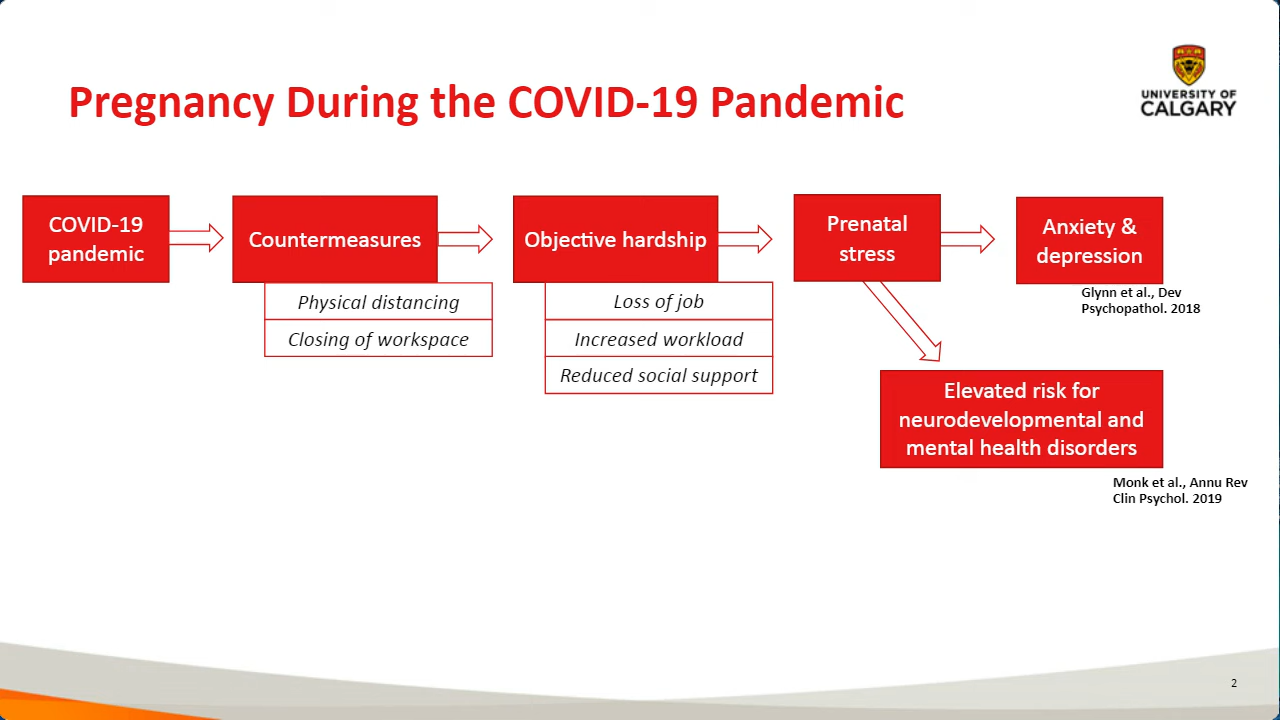 Pregnancy During the COVID-19 Pandemic
UNIVERSITY OF
CALGARY
COVID-19
pandemic
Countermeasures
Physical distancing
Closing of workspace
Objective hardship
Loss of job
Increased workload
Reduced social support
Prenatal
stress
Anxiety &
depression
Glynn et al., Dev
Psychopathol. 2018
Elevated risk for
neurodevelopmental and
mental health disorders
Monk et al., Annu Rev
Clin Psychol. 2019
2